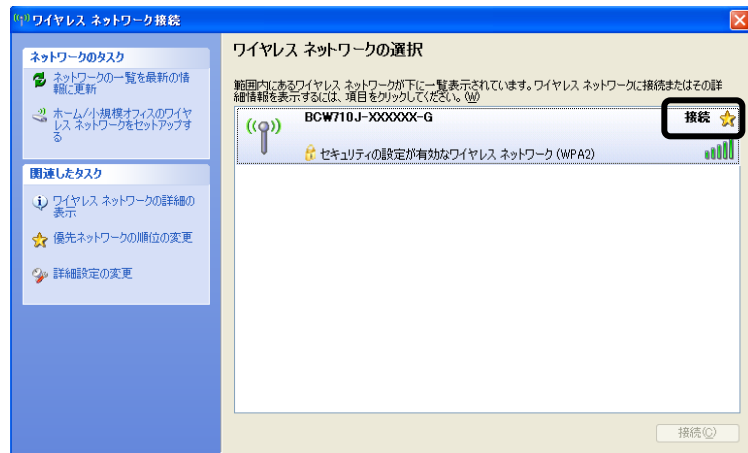 ワイヤレス ネットワーク接続
ネットワークのタスク
ネットワークの一覧を最新の情
報に更新
ホーム/小規模オフィスのワイヤ
レス ネットワークをセットアップす
る
関連したタスク
ワイヤレス ネットワークの詳細の
表示
優先ネットワークの順位の変更
詳細設定の変更
ワイヤレス ネットワークの選択
範囲内にあるワイヤレス ネットワークが下に一覧表示されています。ワイヤレス ネットワークに接続またはその詳
細情報を表示するには、項目をクリックしてください。(W)
BCW710J-XXXXXX-G
接続
セキュリティの設定が有効なワイヤレス ネットワーク (WPA2)
接続(C)